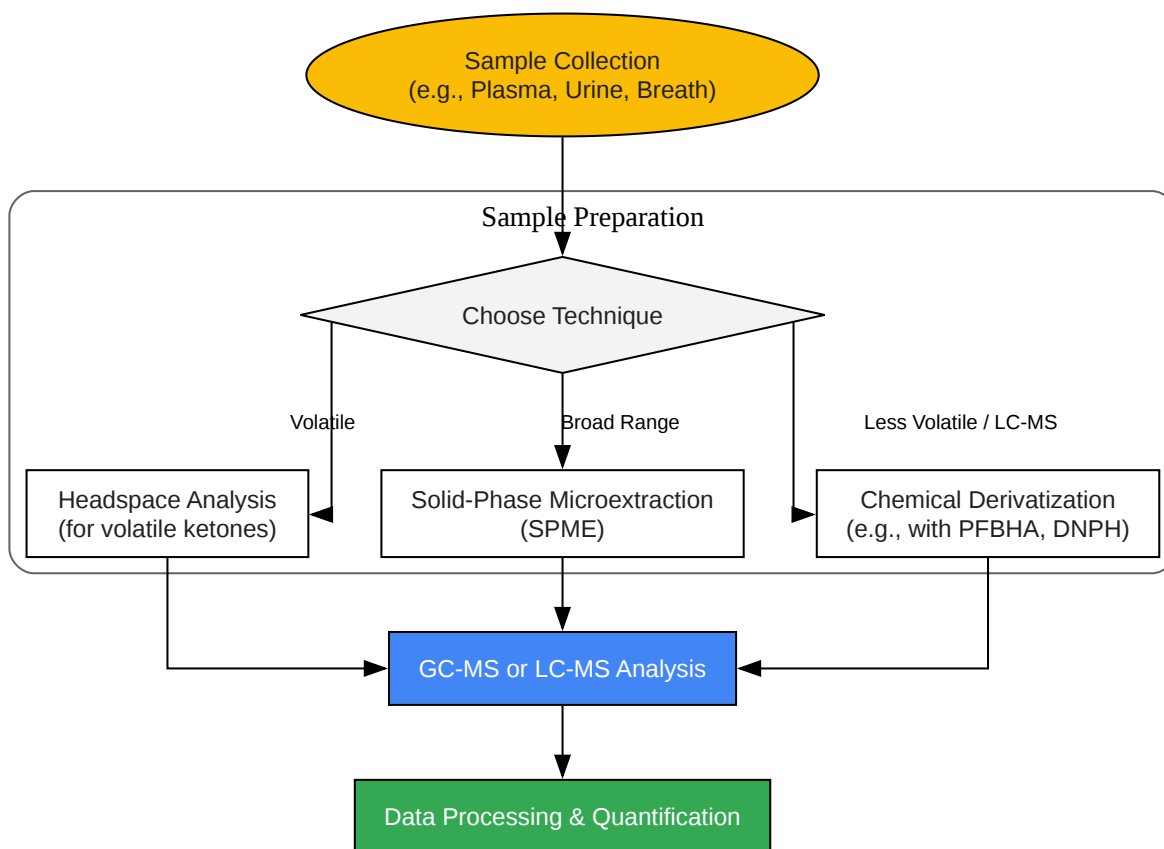 Sample Collection
(e.g., Plasma, Urine, Breath)
Sample Preparation
Choose Technique
Volatile
Broad Range
Less Volatile / LC-MS
Headspace Analysis
(for volatile ketones)
Solid-Phase Microextraction
(SPME)
Chemical Derivatization
(e.g., with PFBHA, DNPH)
GC-MS or LC-MS Analysis
Data Processing & Quantification